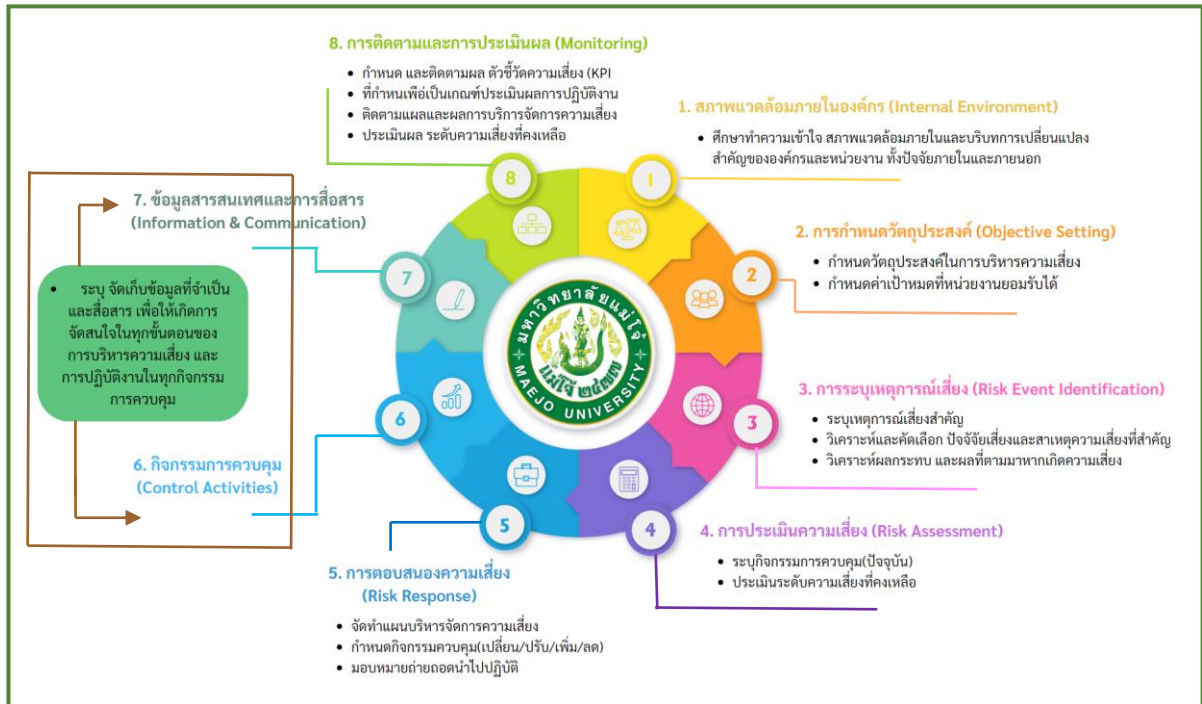 8. การติดตามและการประเมินผล (Monitoring)
• กำหนด และติดตามผล ตัวชี้วัดความเสี่ยง (KPI
• ที่กำหนเพือเป็นเกณฑ์ประเมินผลการปฏิบัติงาน
• ติดตามแผลและผลการบริการจัดการความเสี่ยง
• ประเมินผล ระดับความเสี่ยงที่คงเหลือ
1. สภาพแวดล้อมภายในองค์กร (Internal Environment)
• ศึกษาทำความเข้าใจ สภาพแวดล้อมภายในและบริบทการเปลี่ยนแปลง
สำคัญขององค์กรและหน่วยงาน ทั้งปัจจัยภายในและภายนอก
2. การกำหนดวัตถุประสงค์ (Objective Setting)
• กำหนดวัตถุประสงค์ในการบริหารความเสี่ยง
• กำหนดค่าเป้าหมดที่หน่วยงานยอมรับได้
3. การระบุเหตุการณ์เสี่ยง (Risk Event Identification)
• ระบุเหตุการณ์เสี่ยงสำคัญ
• วิเคราะห์และคัดเลือก ปัจจัยเสี่ยงและสาเหตุความเสี่ยงที่สำคัญ
• วิเคราะห์ผลกระทบ และผลที่ตามมาหากเกิดความเสี่ยง
4. การประเมินความเสี่ยง (Risk Assessment)
• ระบุกิจกรรมการควบคุม(ปัจจุบัน)
• ประเมินระดับความเสี่ยงที่คงเหลือ
5. การตอบสนองความเสี่ยง
(Risk Response)
• จัดทำแผนบริหารจัดการความเสี่ยง
• กำหนดกิจกรรมควบคุม(เปลี่ยน/ปรับ/เพิ่ม/ลด)
• มอบหมายถ่ายถอดนำไปปฏิบัติ
6. กิจกรรมการควบคุม
(Control Activities)
7. ข้อมูลสารสนเทศและการสื่อสาร
(Information & Communication)
• ระบุ จัดเก็บข้อมูลที่จำเป็น
และสื่อสาร เพื่อให้เกิดการ
จัดสนใจในทุกขั้นตอนของ
การบริหารความเสี่ยง และ
การปฏิบัติงานในทุกกิจกรรม
การควบคุม
1
2
3
4
5
6
7
8
มหาวิทยาลัยแม่โจ้
แม่โจ้ ๒๔๗๗
MAEJO UNIVERSITY